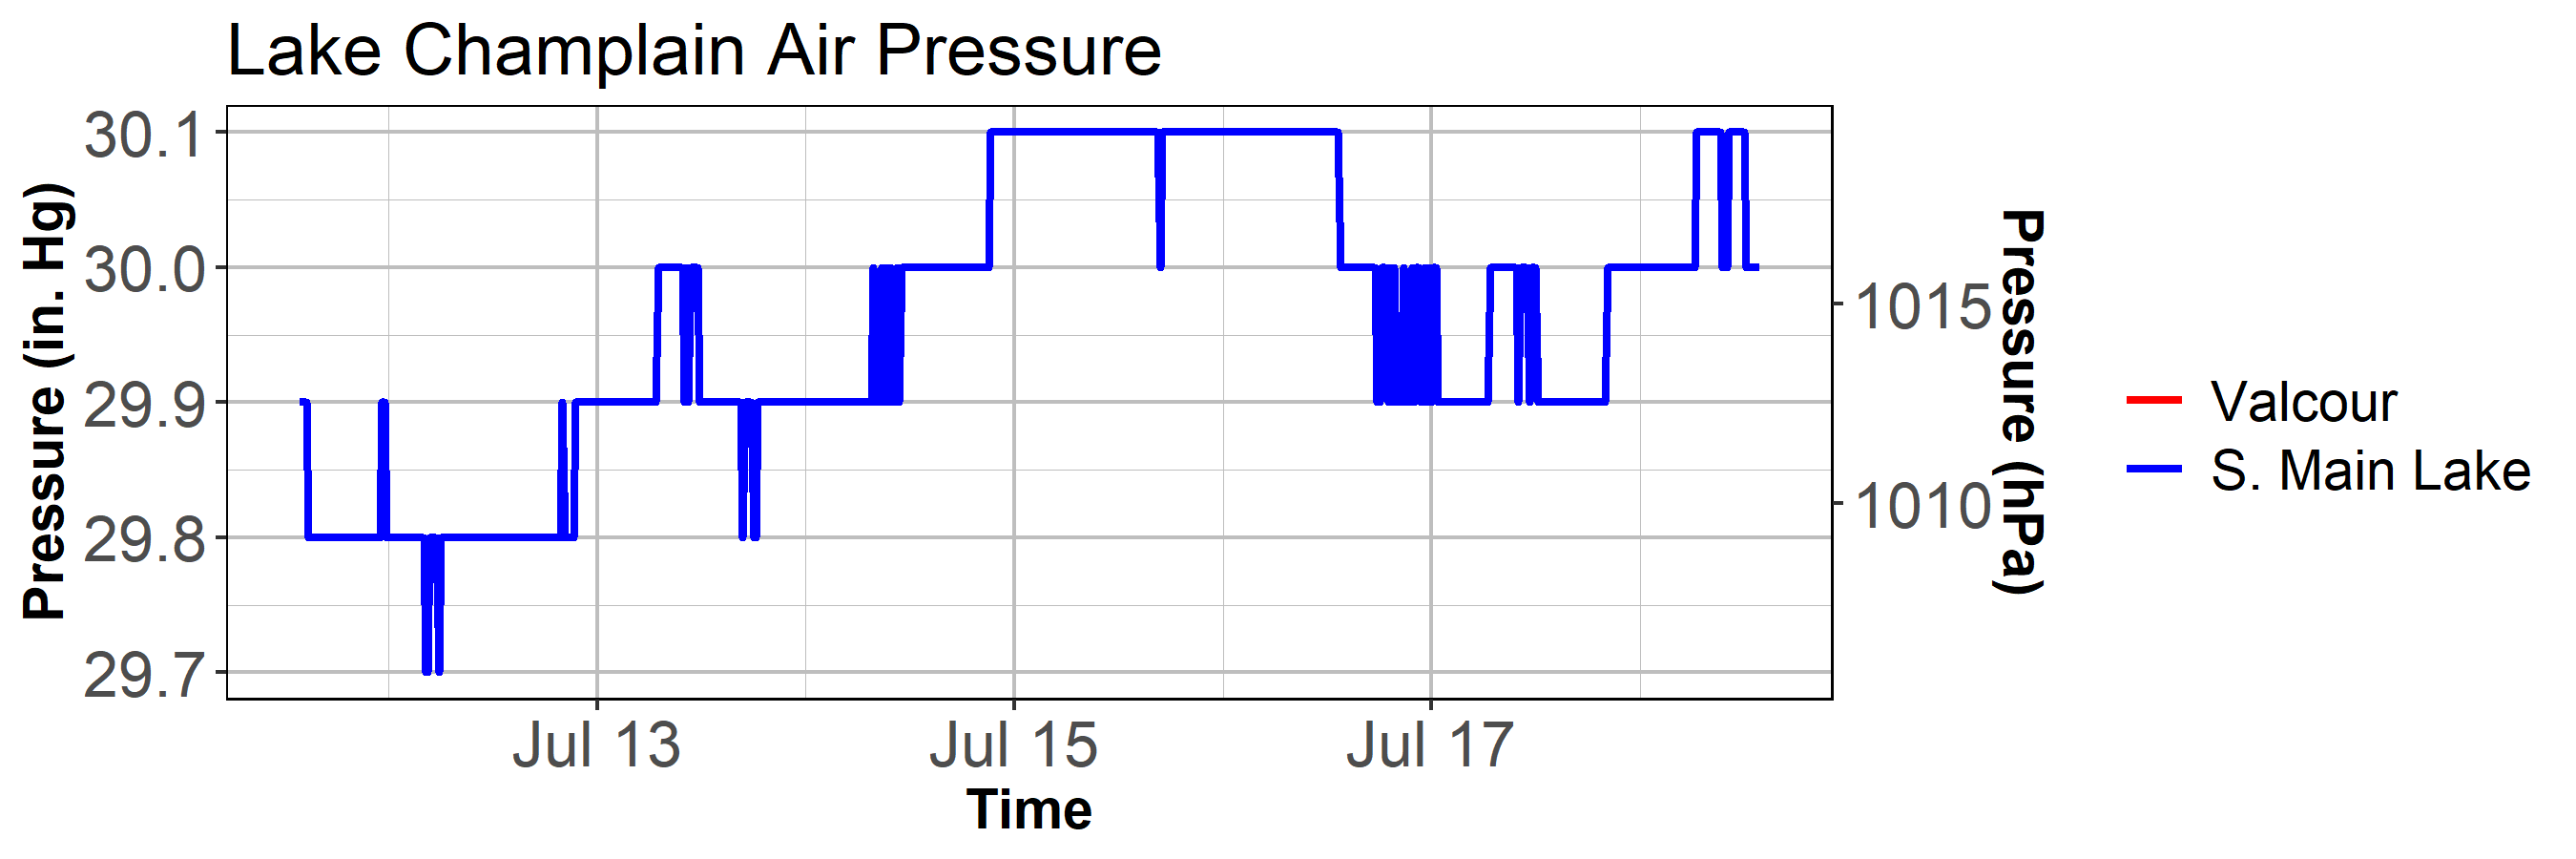 Lake Champlain Air Pressure
Pressure (in. Hg)
30.1
30.0
29.9
29.8
29.7
Jul 13
Jul 15
Jul 17
Time
1015
1010
Pressure (hPa)
Valcour
S. Main Lake